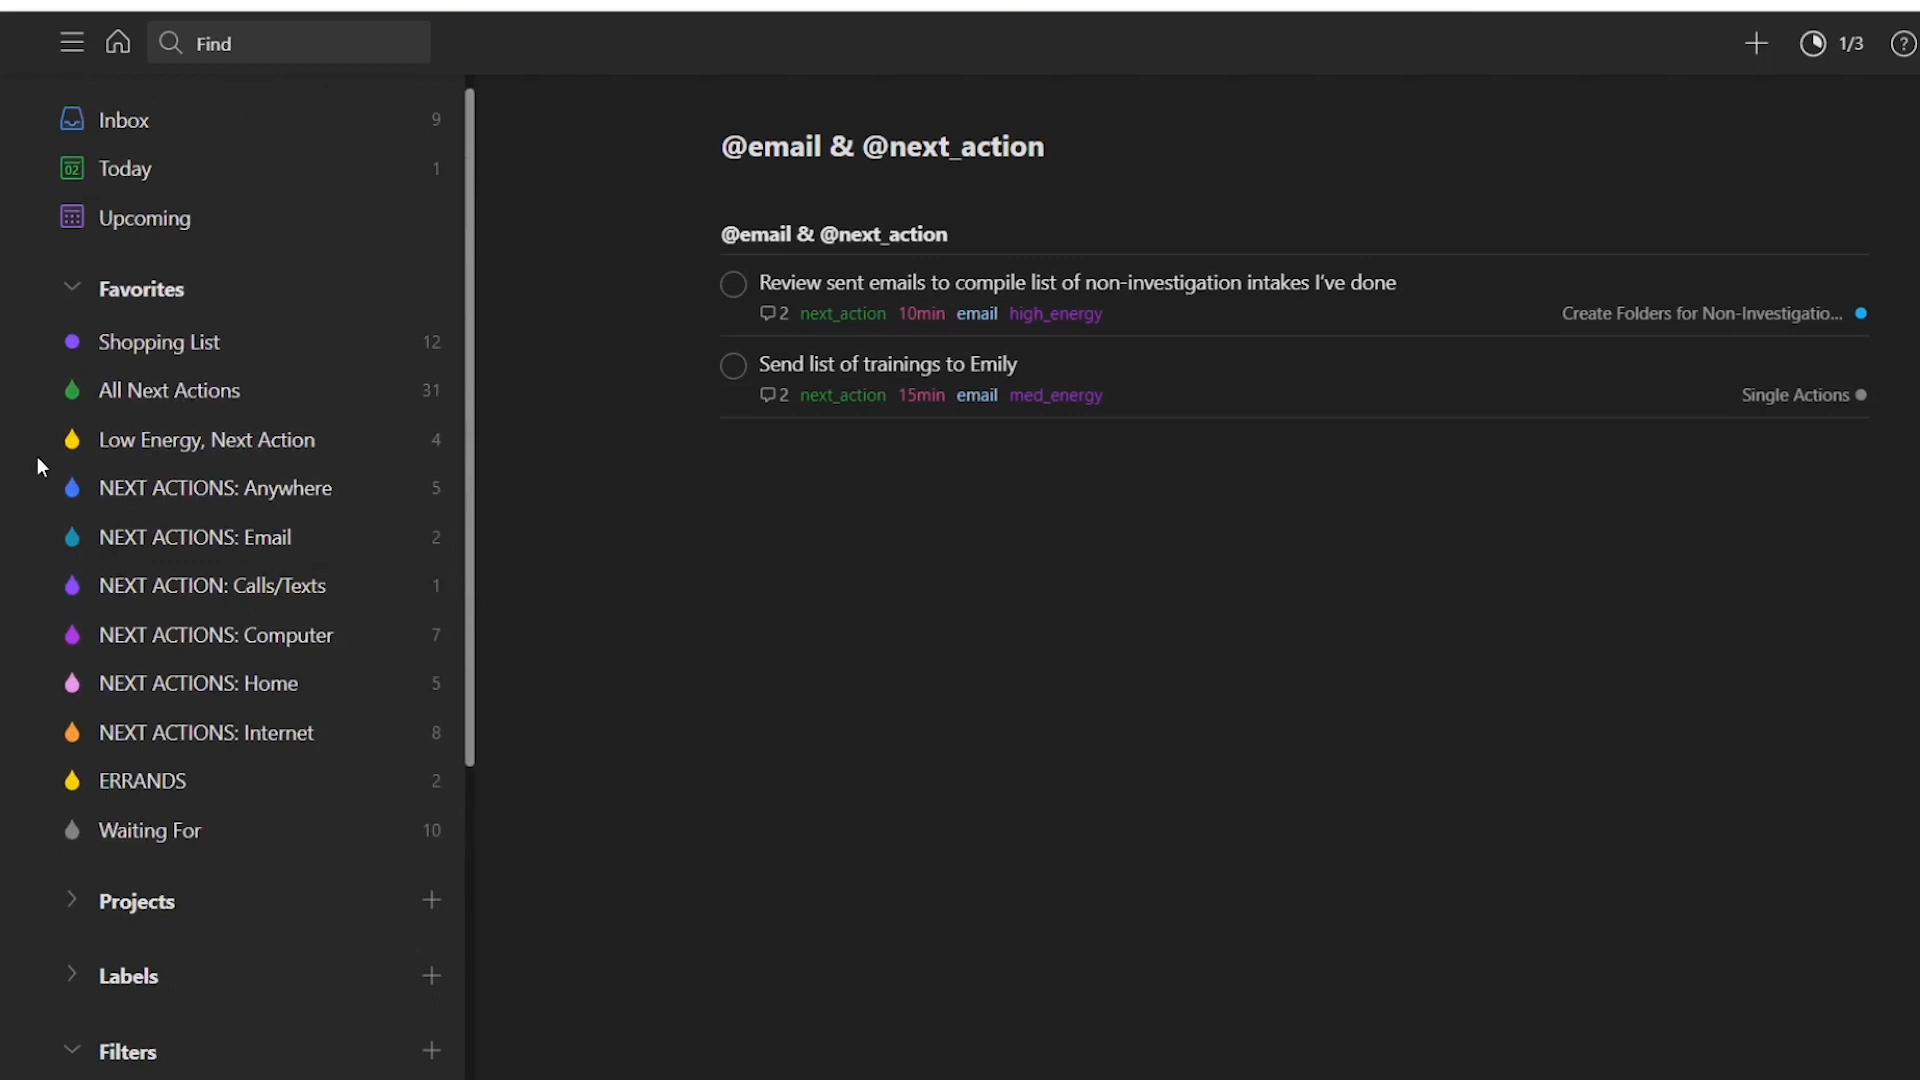 Find
1/3
?
Inbox 9
02
Today 1
Upcoming
Favorites
Shopping List 12
All Next Actions 31
Low Energy, Next Action 4
NEXT ACTIONS: Anywhere 5
NEXT ACTIONS: Email 2
NEXT ACTION: Calls/Texts 1
NEXT ACTIONS: Computer 7
NEXT ACTIONS: Home 5
NEXT ACTIONS: Internet 8
ERRANDS 2
Waiting For 10
Projects +
Labels +
Filters +
@email & @next_action
@email & @next_action
Review sent emails to compile list of non-investigation intakes I've done
2 next_action 10min email high_energy Create Folders for Non-Investigatio...
Send list of trainings to Emily
2 next_action 15min email med_energy Single Actions